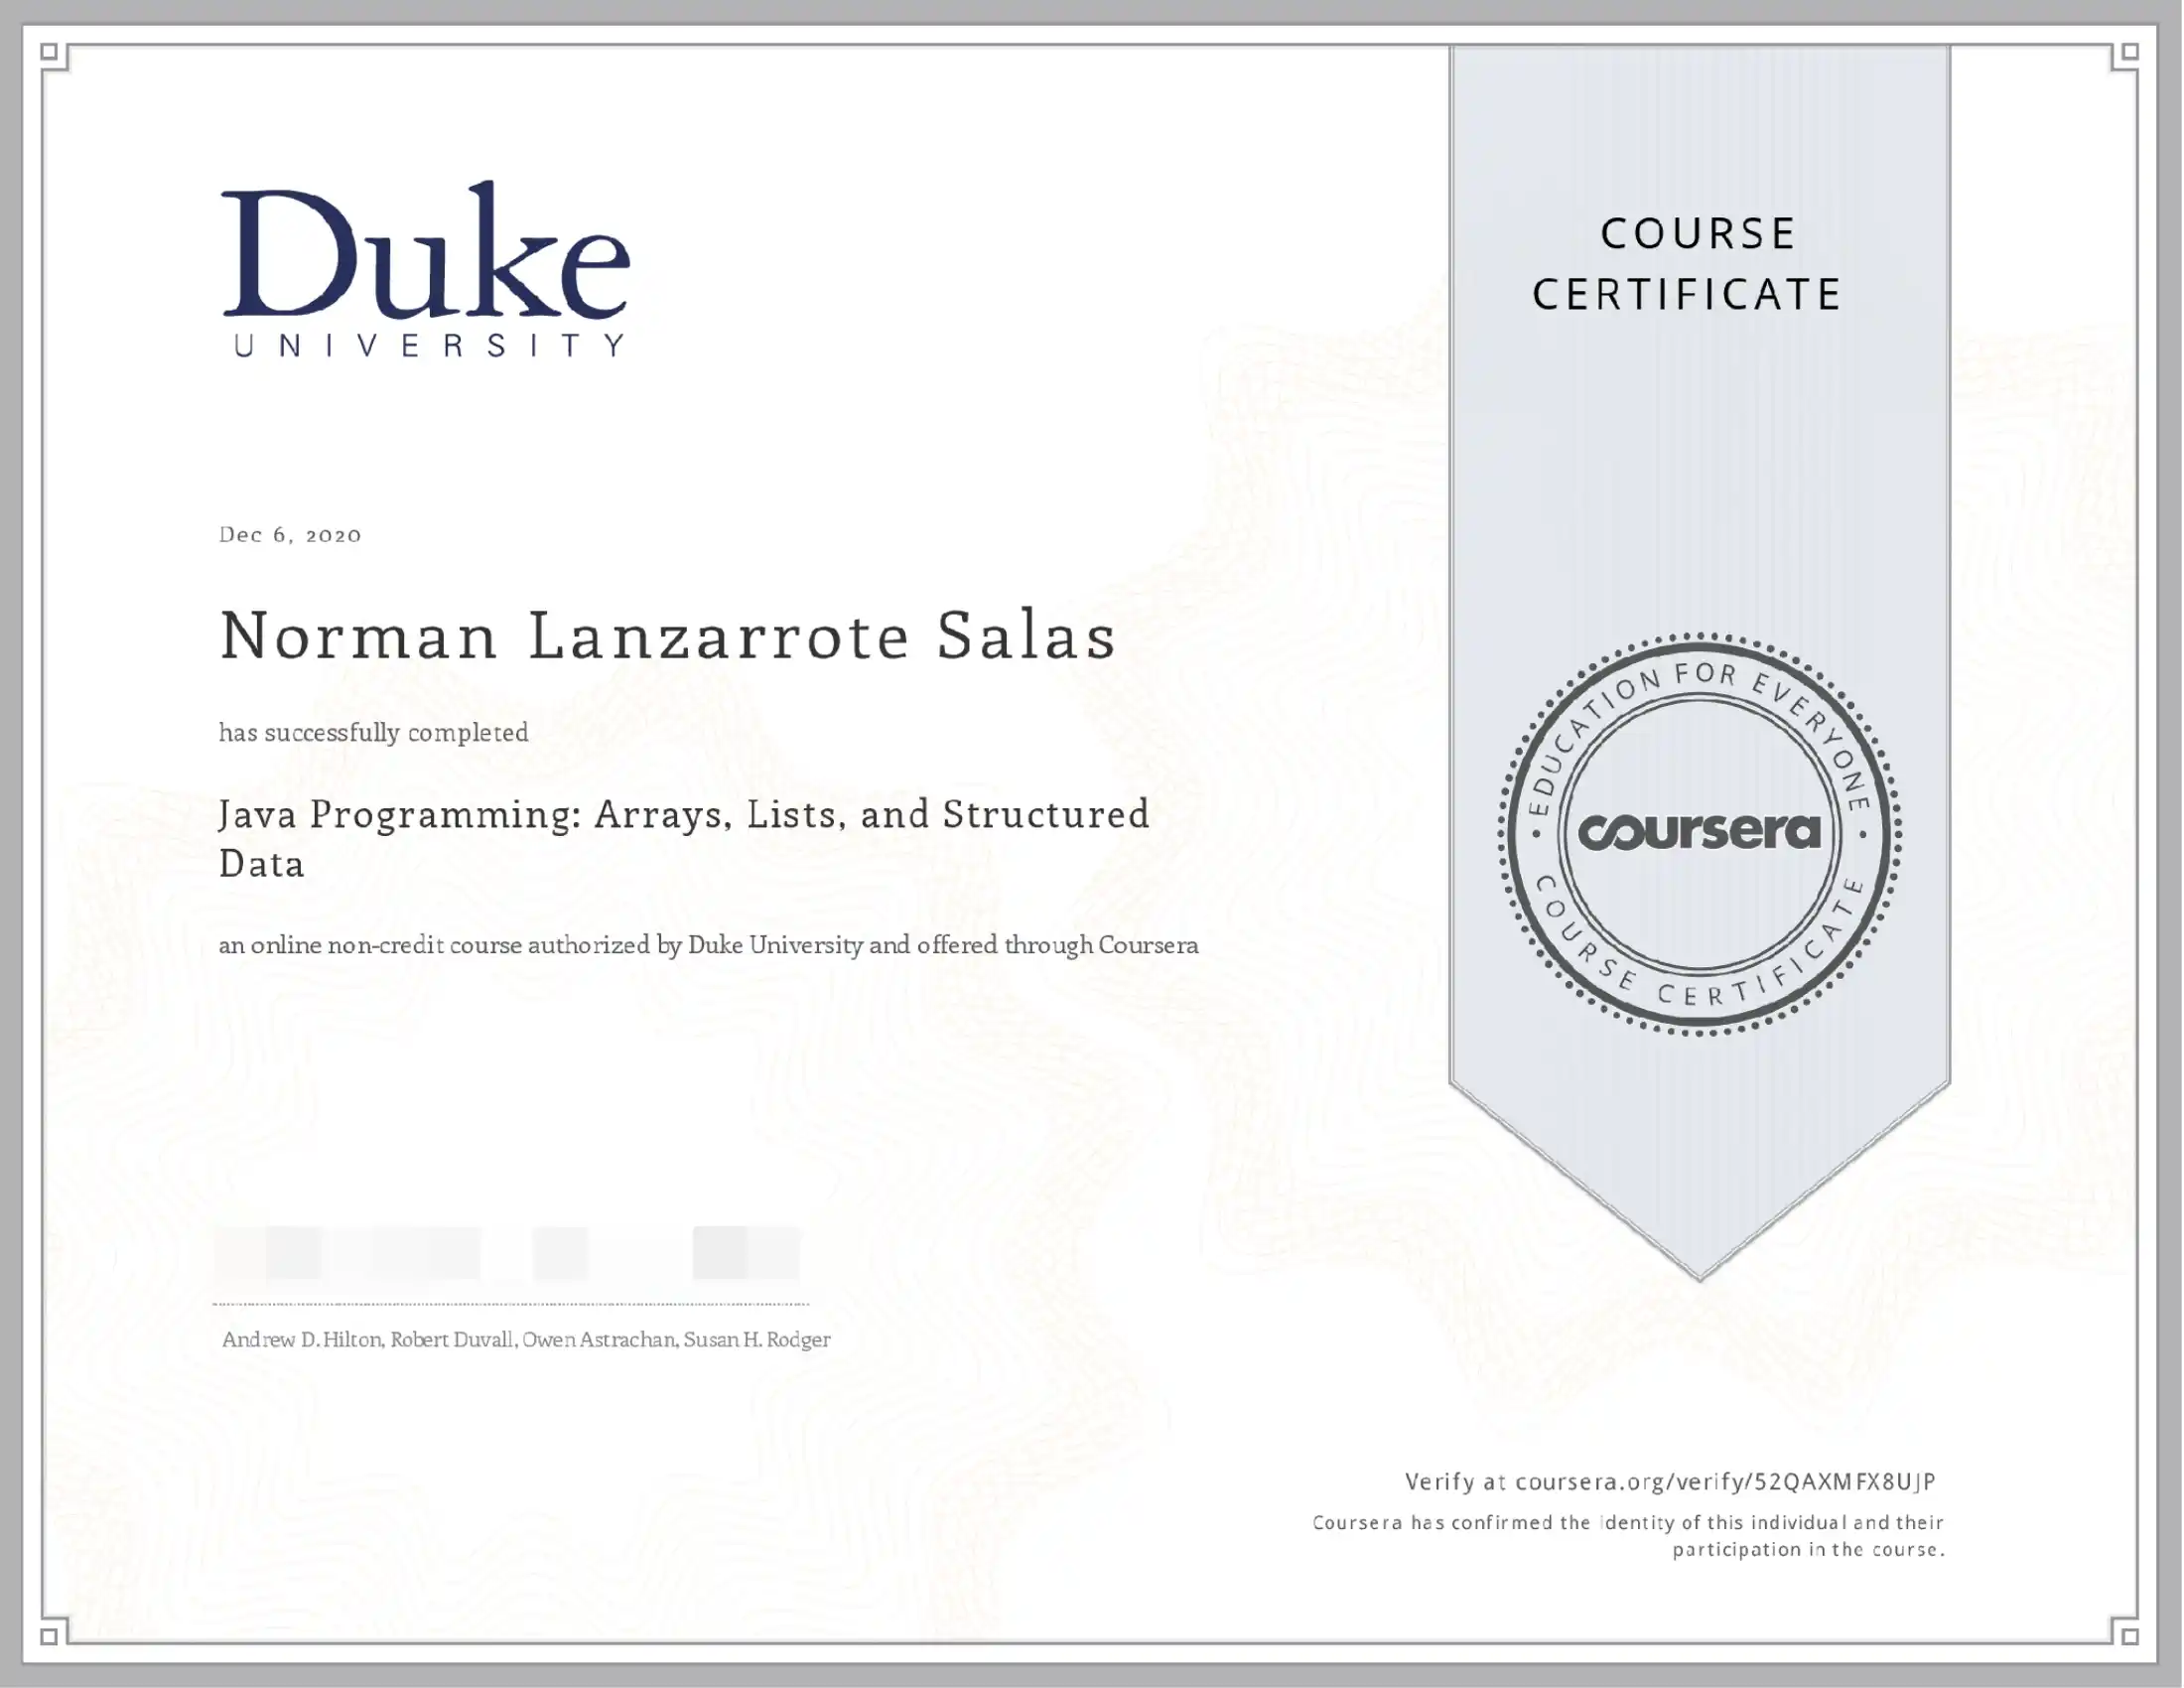 Duke
UNIVERSITY
COURSE
CERTIFICATE
Dec 6, 2020
Norman Lanzarrote Salas
has successfully completed
Java Programming: Arrays, Lists, and Structured
Data
an online non-credit course authorized by Duke University and offered through Coursera
EDUCATION FOR EVERYONE
coursera
COURSE CERTIFICATE
Andrew D. Hilton, Robert Duvall, Owen Astrachan, Susan H. Rodger
Verify at coursera.org/verify/52QAXMFX8UJP
Coursera has confirmed the identity of this individual and their
participation in the course.